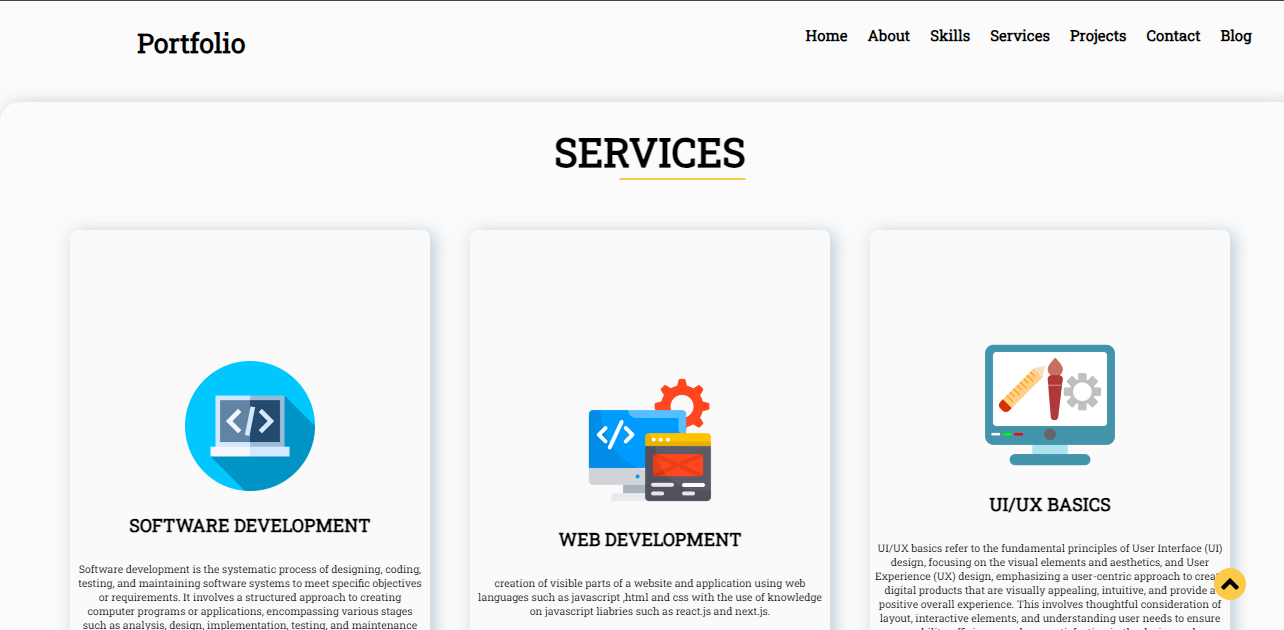 Portfolio
Home About Skills Services Projects Contact Blog
SERVICES
</>
SOFTWARE DEVELOPMENT
Software development is the systematic process of designing, coding,
testing, and maintaining software systems to meet specific objectives
or requirements. It involves a structured approach to creating
computer programs or applications, encompassing various stages
such as analysis, design, implementation, testing, and maintenance
</>
WEB DEVELOPMENT
creation of visible parts of a website and application using web
languages such as javascript ,html and css with the use of knowledge
on javascript liabries such as react.js and next.js.
UI/UX BASICS
UI/UX basics refer to the fundamental principles of User Interface (UI)
design, focusing on the visual elements and aesthetics, and User
Experience (UX) design, emphasizing a user-centric approach to
digital products that are visually appealing, intuitive, and provide a
positive overall experience. This involves thoughtful consideration of
layout, interactive elements, and understanding user needs to ensure